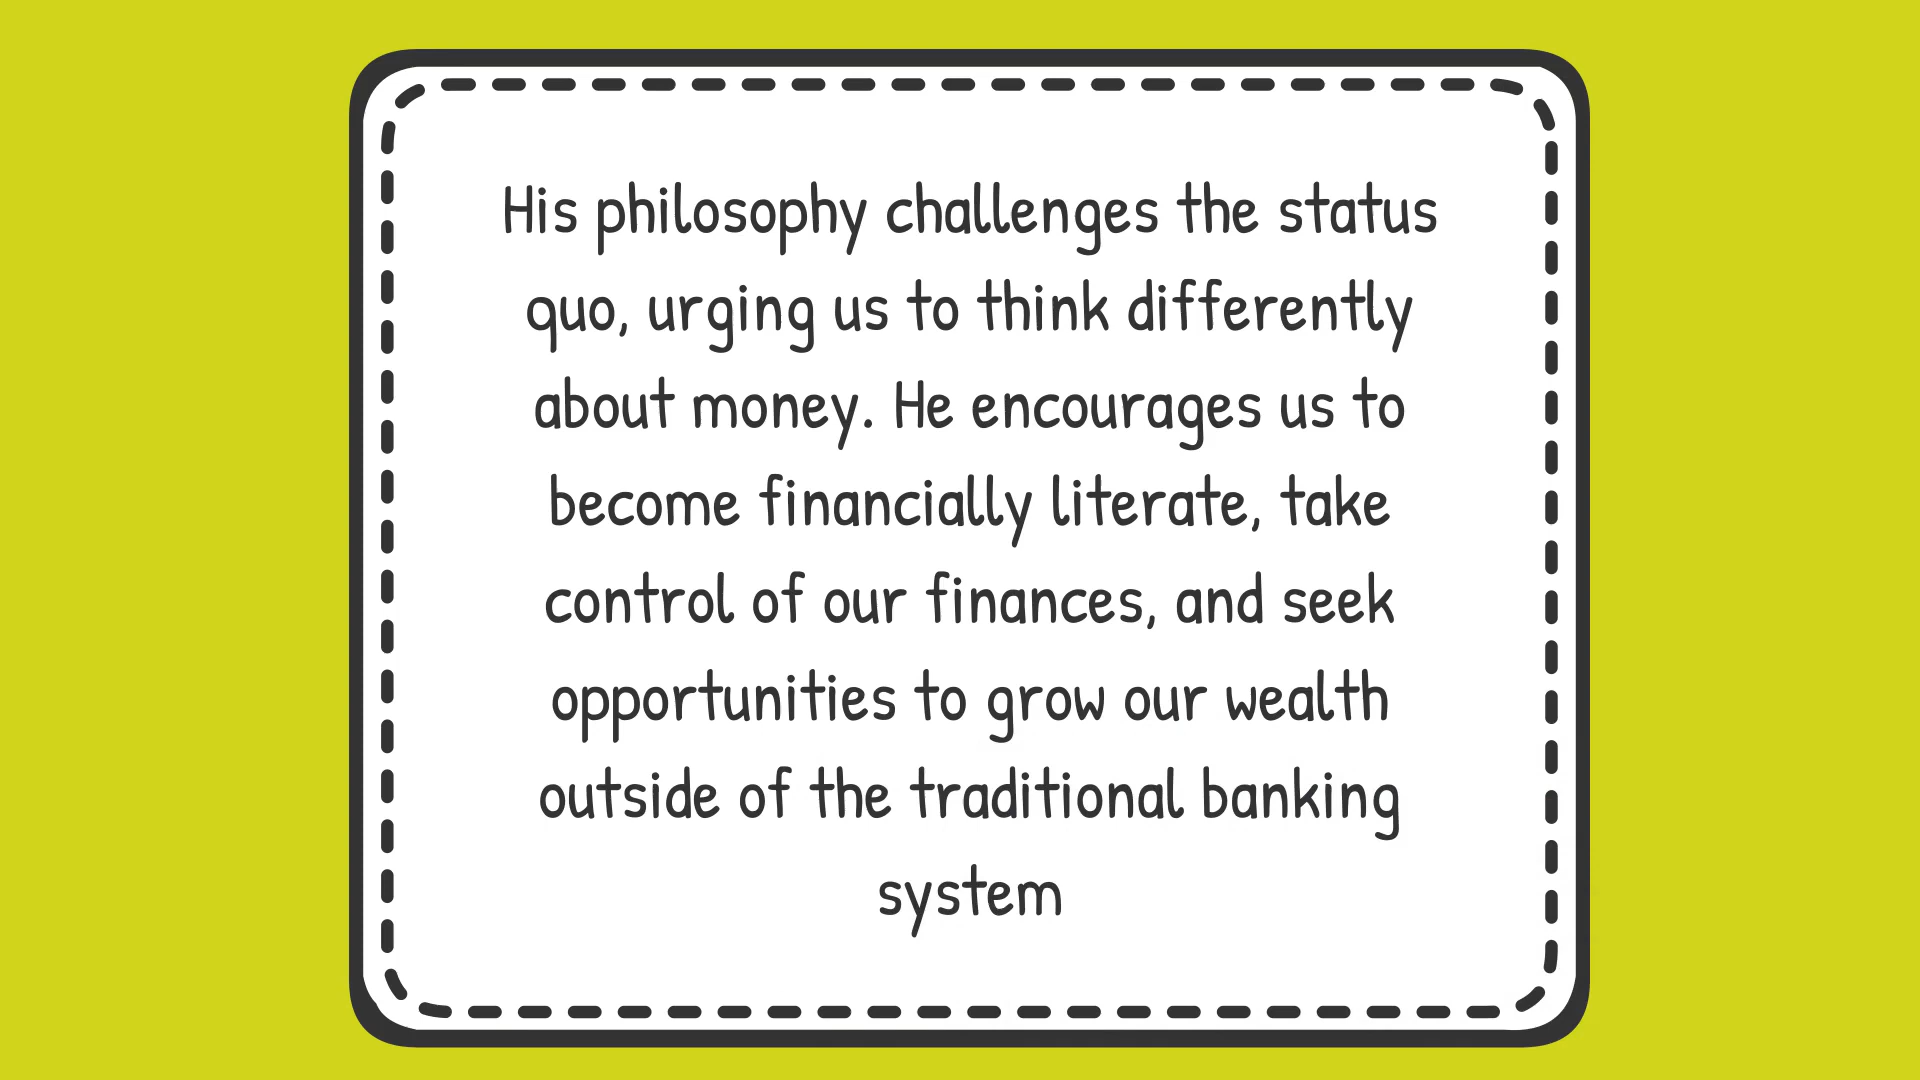 His philosophy challenges the status
quo, urging us to think differently
about money. He encourages us to
become financially literate, take
control of our finances, and seek
opportunities to grow our wealth
outside of the traditional banking
system